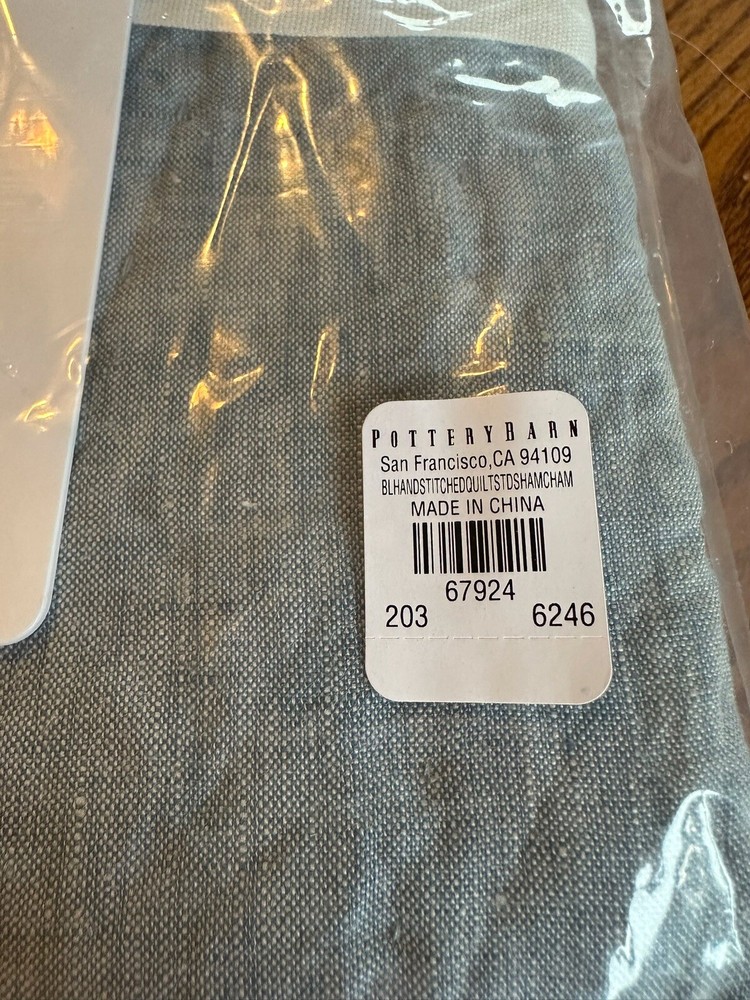 POTTERYBARN
San Francisco,CA 94109
BLHANDSTITCHEDQUILTSTDSHAMCHAM
MADE IN CHINA
67924
203 6246